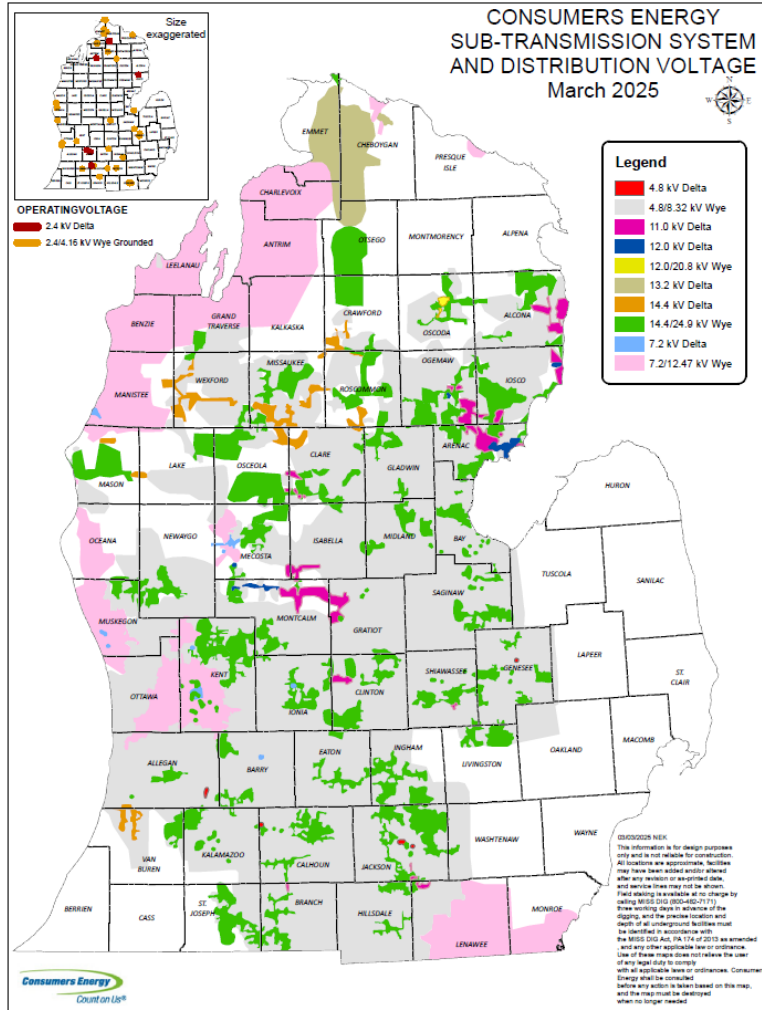 CONSUMERS ENERGY
SUB-TRANSMISSION SYSTEM
AND DISTRIBUTION VOLTAGE
March 2025
Size
exaggerated
N
W
E
S
OPERATINGVOLTAGE
2.4 kV Delta
2.4/4.16 kV Wye Grounded
Legend
4.8 kV Delta
4.8/8.32 kV Wye
11.0 kV Delta
12.0 kV Delta
12.0/20.8 kV Wye
13.2 kV Delta
14.4 kV Delta
14.4/24.9 kV Wye
7.2 kV Delta
7.2/12.47 kV Wye
EMMET
CHEBOYGAN
PRESQUE
ISLE
CHARLEVOIX
ANTRIM
OTSEGO
MONTMORENCY
ALPENA
LEELANAU
BENZIE
GRAND
TRAVERSE
KALKASKA
CRAWFORD
OSCODA
ALCONA
MANISTEE
WEXFORD
MISSAUKEE
ROSCOMMON
OGEMAW
IOSCO
MASON
LAKE
OSCEOLA
CLARE
GLADWIN
ARENAC
HURON
OCEANA
NEWAYGO
MECOSTA
ISABELLA
MIDLAND
BAY
TUSCOLA
SANILAC
MUSKEGON
MONTCALM
GRATIOT
SAGINAW
OTTAWA
KENT
IONIA
CLINTON
SHIAWASSEE
GENESEE
LAPEER
ST.
CLAIR
ALLEGAN
BARRY
EATON
INGHAM
LIVINGSTON
OAKLAND
MACOMB
VAN
BUREN
KALAMAZOO
CALHOUN
JACKSON
WASHTENAW
WAYNE
BERRIEN
CASS
ST.
JOSEPH
BRANCH
HILLSDALE
LENAWEE
MONROE
03/03/2025 NEK
This information is for design purposes
only and is not reliable for construction.
All locations are approximate, facilities
may have been added and/or altered
after any revision or as-printed date,
and service lines may not be shown.
Field staking is available at no charge by
calling MISS DIG (800-482-7171)
three working days in advance of the
digging, and the precise location and
depth of all underground facilities must
be identified in accordance with
the MISS DIG Act, PA 174 of 2013 as amended
, and any other applicable law or ordinance.
Use of these maps does not relieve the user
of any legal duty to comply
with all applicable laws or ordinances. Consumer
Energy shall be consulted
before any action is taken based on this map,
and the map must be destroyed
when no longer needed
Consumers Energy
Count on Us®